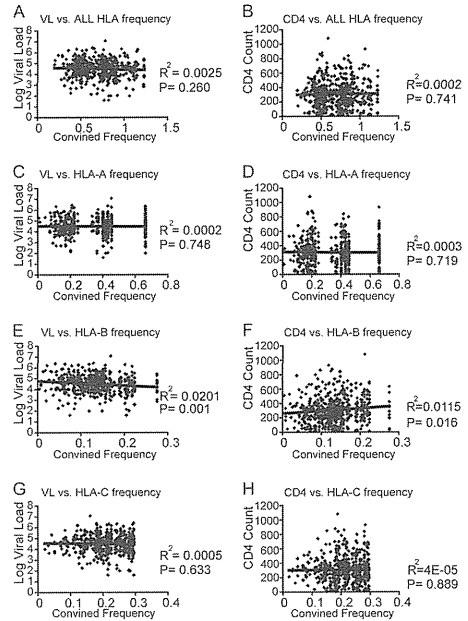 A
VL vs. ALL HLA frequency
Log Viral Load
8
7
6
5
4
3
2
1
0
0 0.5 1 1.5
Convined Frequency
R2= 0.0025
P= 0.260
B
CD4 vs. ALL HLA frequency
CD4 Count
1200
1000
800
600
400
200
0
0 0.5 1 1.5
Convined Frequency
R2=0.0002
P= 0.741
C
VL vs. HLA-A frequency
Log Viral Load
8
7
6
5
4
3
2
1
0
0 0.2 0.4 0.6 0.8
Convined Frequency
R2= 0.0002
P= 0.748
D
CD4 vs. HLA-A frequency
CD4 Count
1200
1000
800
600
400
200
0
0 0.2 0.4 0.6 0.8
Convined Frequency
R2=0.0003
P= 0.719
E
VL vs. HLA-B frequency
Log Viral Load
8
7
6
5
4
3
2
1
0
0 0.1 0.2 0.3
Convined Frequency
R2= 0.0201
P= 0.001
F
CD4 vs. HLA-B frequency
CD4 Count
1200
1000
800
600
400
200
0
0 0.1 0.2 0.3
Convined Frequency
R2=0.0115
P= 0.016
G
VL vs. HLA-C frequency
Log Viral Load
8
7
6
5
4
3
2
1
0
0 0.1 0.2 0.3 0.4
Convined Frequency
R2= 0.0005
P= 0.633
H
CD4 vs. HLA-C frequency
CD4 Count
1200
1000
800
600
400
200
0
0 0.1 0.2 0.3 0.4
Convined Frequency
R2=4E-05
P= 0.889